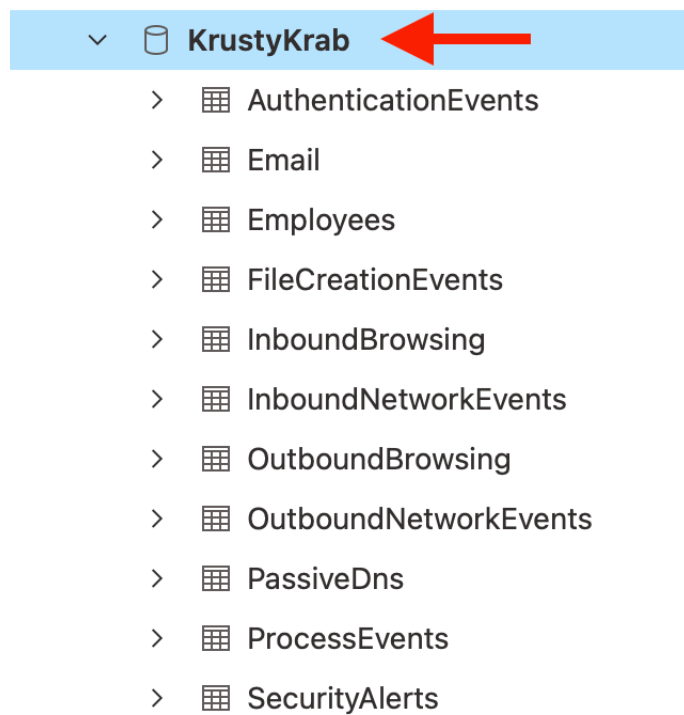 KrustyKrab
AuthenticationEvents
Email
Employees
FileCreationEvents
InboundBrowsing
InboundNetworkEvents
OutboundBrowsing
OutboundNetworkEvents
PassiveDns
ProcessEvents
SecurityAlerts